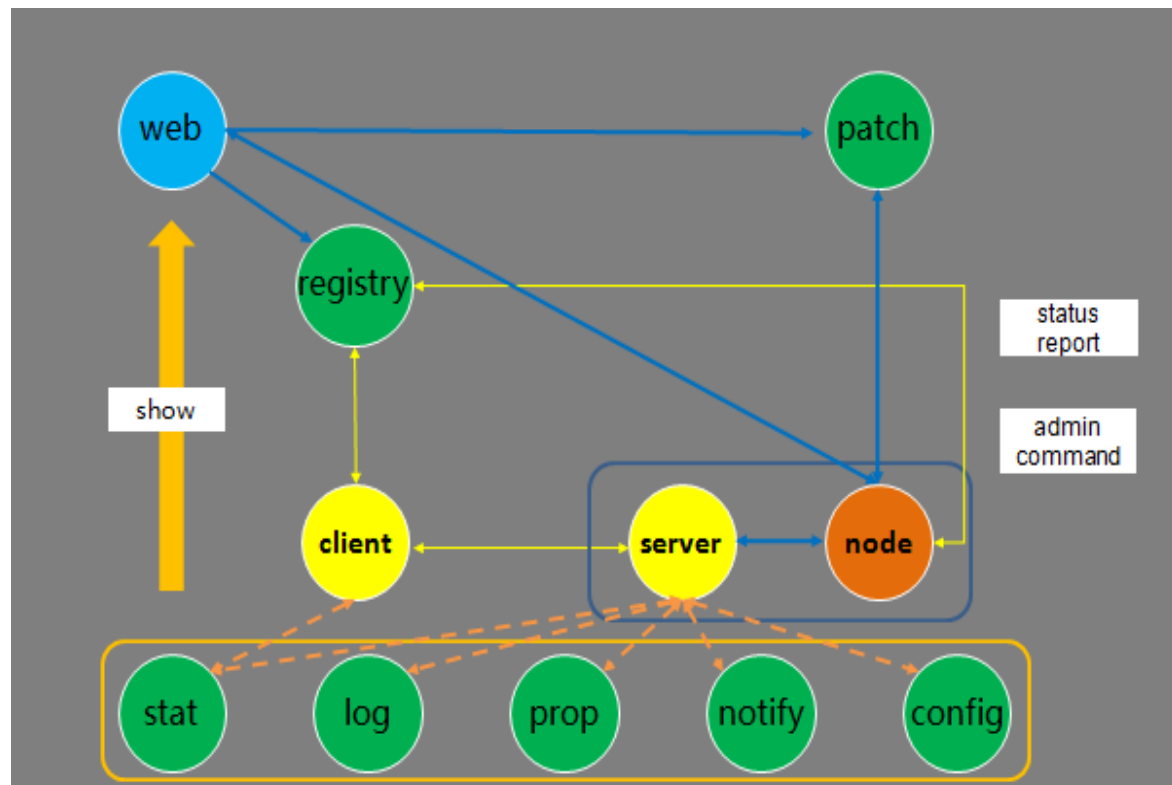 web
patch
registry
status
report
show
admin
command
client
server
node
stat
log
prop
notify
config